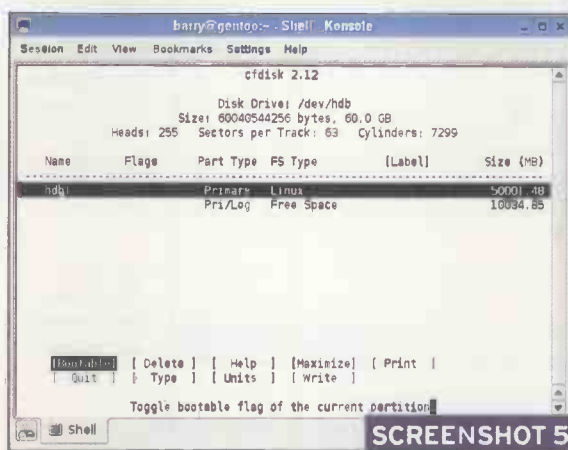 barry@gentoo:~ - Shell - Konsole
Session Edit View Bookmarks Settings Help
cfdisk 2.12
Disk Drive: /dev/hdb
Size: 60040544256 bytes, 60.0 GB
Heads: 255 Sectors per Track: 63 Cylinders: 7299
Name Flags Part Type FS Type [Label] Size (MB)
hdb1 Primary Linux 50001.48
Pri/Log Free Space 10034.85
[Bootable] [ Delete ] [ Help ] [Maximize] [ Print ]
[ Quit ] [ Type ] [ Units ] [ Write ]
Toggle bootable flag of the current partition
Shell
SCREENSHOT 5